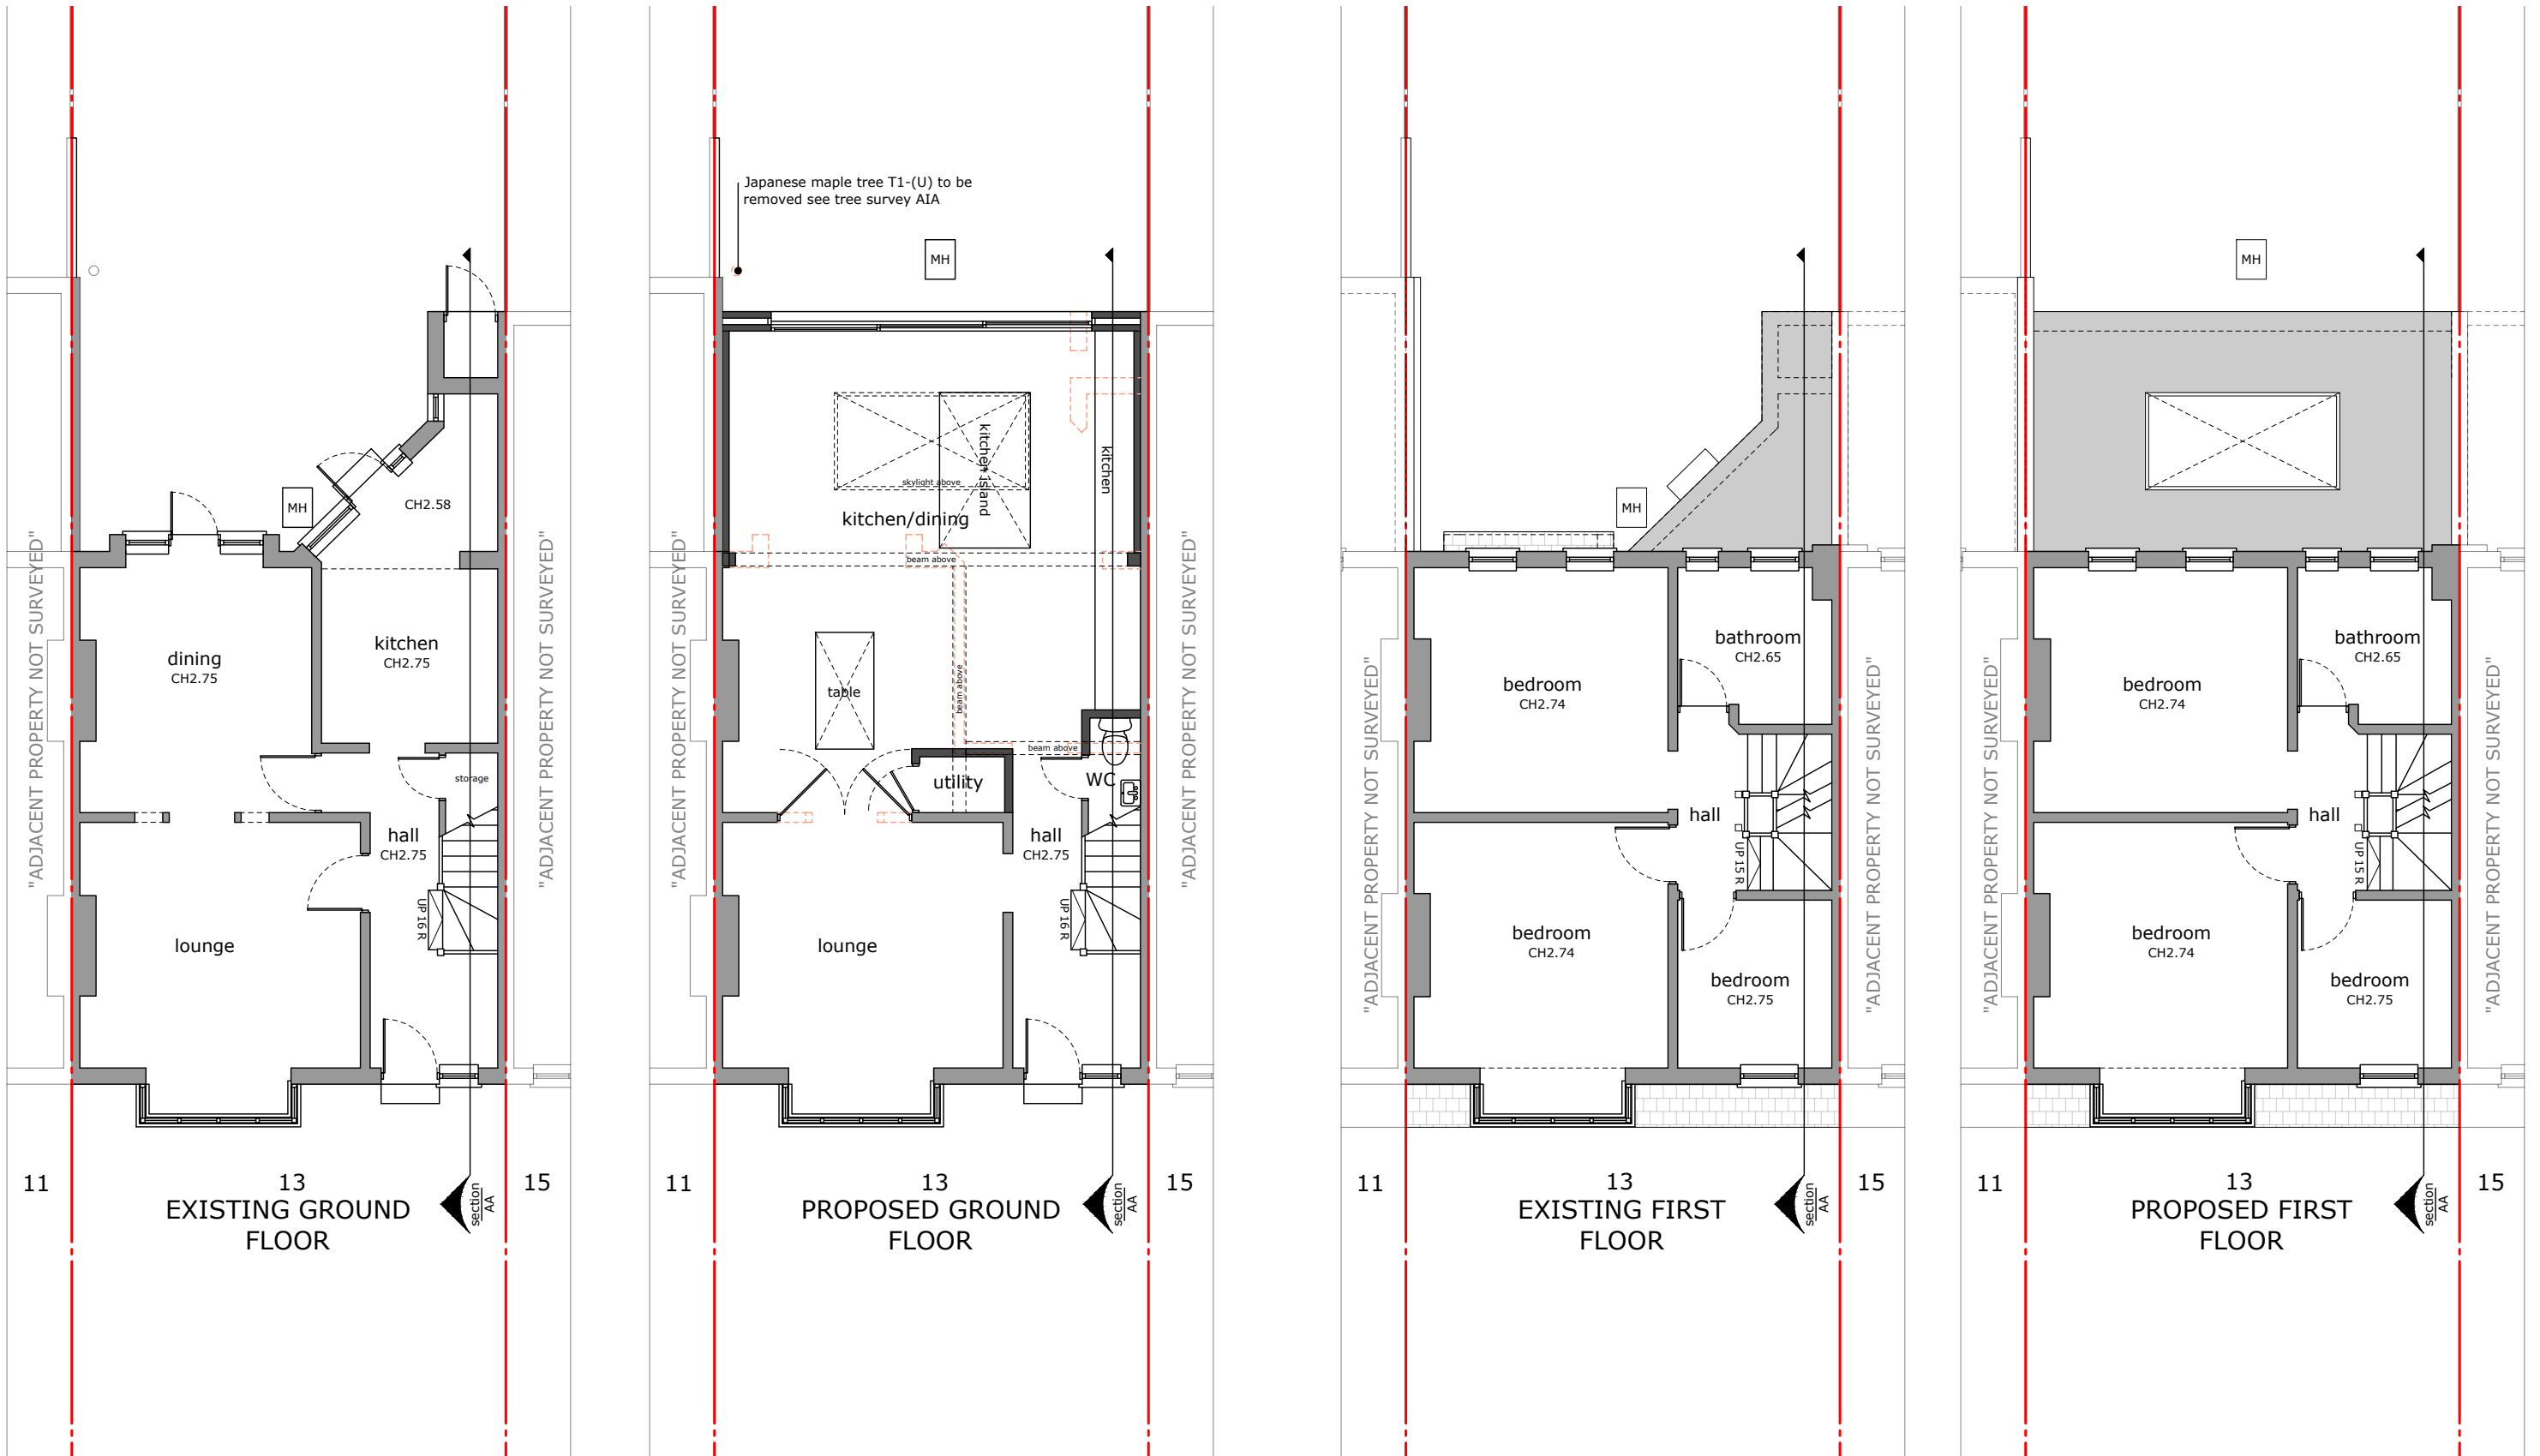 "ADJACENT PROPERTY NOT SURVEYED"
MH
CH2.58
dining
CH2.75
kitchen
CH2.75
storage
hall
CH2.75
UP 16 R
lounge
"ADJACENT PROPERTY NOT SURVEYED"
11
13
15
EXISTING GROUND
FLOOR
section
AA
Japanese maple tree T1-(U) to be
removed see tree survey AIA
MH
"ADJACENT PROPERTY NOT SURVEYED"
kitchen island
kitchen
skylight above
kitchen/dining
beam above
beam above
table
beam above
utility
WC
hall
CH2.75
UP 16 R
lounge
"ADJACENT PROPERTY NOT SURVEYED"
11
13
15
PROPOSED GROUND
FLOOR
section
AA
MH
"ADJACENT PROPERTY NOT SURVEYED"
bedroom
CH2.74
bathroom
CH2.65
hall
UP 15 R
bedroom
CH2.74
bedroom
CH2.75
"ADJACENT PROPERTY NOT SURVEYED"
11
13
15
EXISTING FIRST
FLOOR
section
AA
MH
"ADJACENT PROPERTY NOT SURVEYED"
bedroom
CH2.74
bathroom
CH2.65
hall
UP 15 R
bedroom
CH2.74
bedroom
CH2.75
"ADJACENT PROPERTY NOT SURVEYED"
11
13
15
PROPOSED FIRST
FLOOR
section
AA